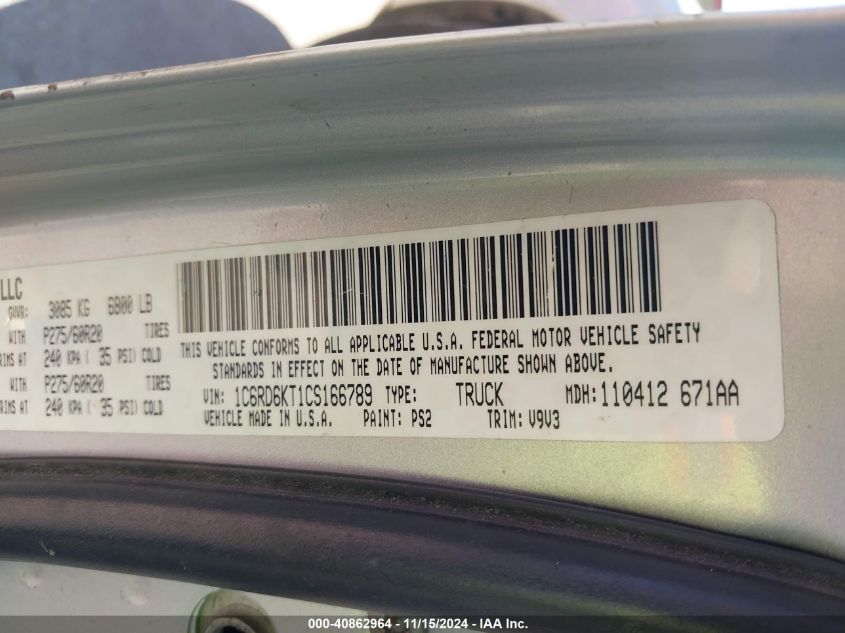 LLC
GVWR: 3085 KG 6800 LB
WITH P275/60R20 TIRES
RIMS AT 240 KPA ( 35 PSI) COLD
WITH P275/60R20 TIRES
RIMS AT 240 KPA ( 35 PSI) COLD
THIS VEHICLE CONFORMS TO ALL APPLICABLE U.S.A. FEDERAL MOTOR VEHICLE SAFETY
STANDARDS IN EFFECT ON THE DATE OF MANUFACTURE SHOWN ABOVE.
VIN: 1C6RD6KT1CS166789 TYPE: TRUCK MDH: 110412 671AA
VEHICLE MADE IN U.S.A. PAINT: PS2 TRIM: V9V3
000-40862964 - 11/15/2024 - IAA Inc.